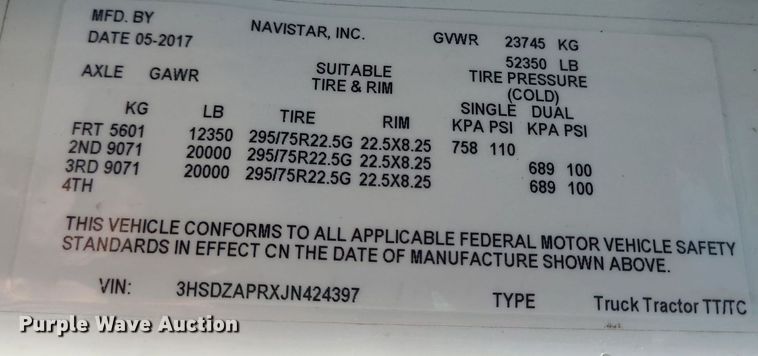 MFD. BY NAVISTAR, INC. GVWR 23745 KG
DATE 05-2017 52350 LB
AXLE GAWR SUITABLE TIRE PRESSURE
TIRE & RIM (COLD)
KG LB TIRE RIM SINGLE DUAL
KPA PSI KPA PSI
FRT 5601 12350 295/75R22.5G 22.5X8.25 758 110
2ND 9071 20000 295/75R22.5G 22.5X8.25 689 100
3RD 9071 20000 295/75R22.5G 22.5X8.25 689 100
4TH
THIS VEHICLE CONFORMS TO ALL APPLICABLE FEDERAL MOTOR VEHICLE SAFETY
STANDARDS IN EFFECT CN THE DATE OF MANUFACTURE SHOWN ABOVE.
VIN: 3HSDZAPRXJN424397 TYPE Truck Tractor TT/TC
Purple Wave Auction